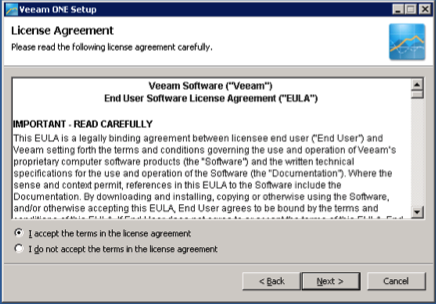 Veeam ONE Setup
License Agreement
Please read the following license agreement carefully.
Veeam Software ("Veeam")
End User Software License Agreement ("EULA")
IMPORTANT - READ CAREFULLY
This EULA is a legally binding agreement between licensee end user ("End User") and
Veeam setting forth the terms and conditions governing the use and operation of Veeam's
proprietary computer software products (the "Software") and the written technical
specifications for the use and operation of the Software (the "Documentation"). Where the
sense and context permit, references in this EULA to the Software include the
Documentation. By downloading and installing, copying or otherwise using the Software,
and/or otherwise accepting this EULA, End User agrees to be bound by the terms and
I accept the terms in the license agreement
I do not accept the terms in the license agreement
< Back
Next >
Cancel